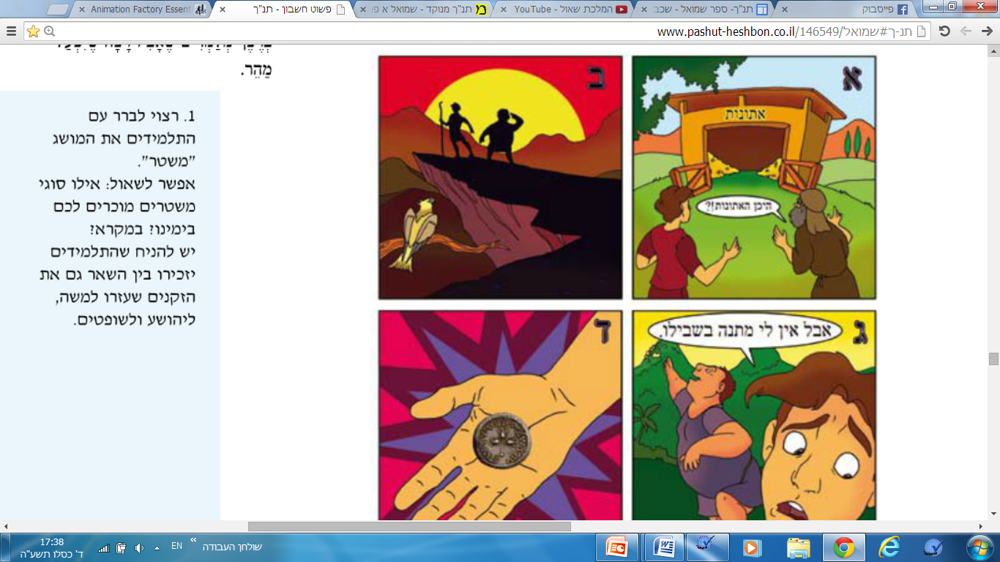 פייסבוק
תנ"ך- ספר שמואל - שכב
המלכת שאול - YouTube
תנ"ך מנוקד - שמואל א פ
פשוט חשבון - תנ"ך
Animation Factory Essent
www.pashut-heshbon.co.il/146549/תנ-ך#שמואל
מַהֵר.
1. רצוי לברר עם
התלמידים את המושג
"משטר".
אפשר לשאול: אילו סוגי
משטרים מוכרים לכם
בימינו? במקרא?
יש להניח שהתלמידים
יזכירו בין השאר גם את
הזקנים שעזרו למשה,
ליהושע ולשופטים.
א
אתונות
היכן האתונות!?
ב
ג
אבל אין לי מתנה בשבילו.
ד
שולחן העבודה
EN
17:38
ד' כסלו תשע"ה